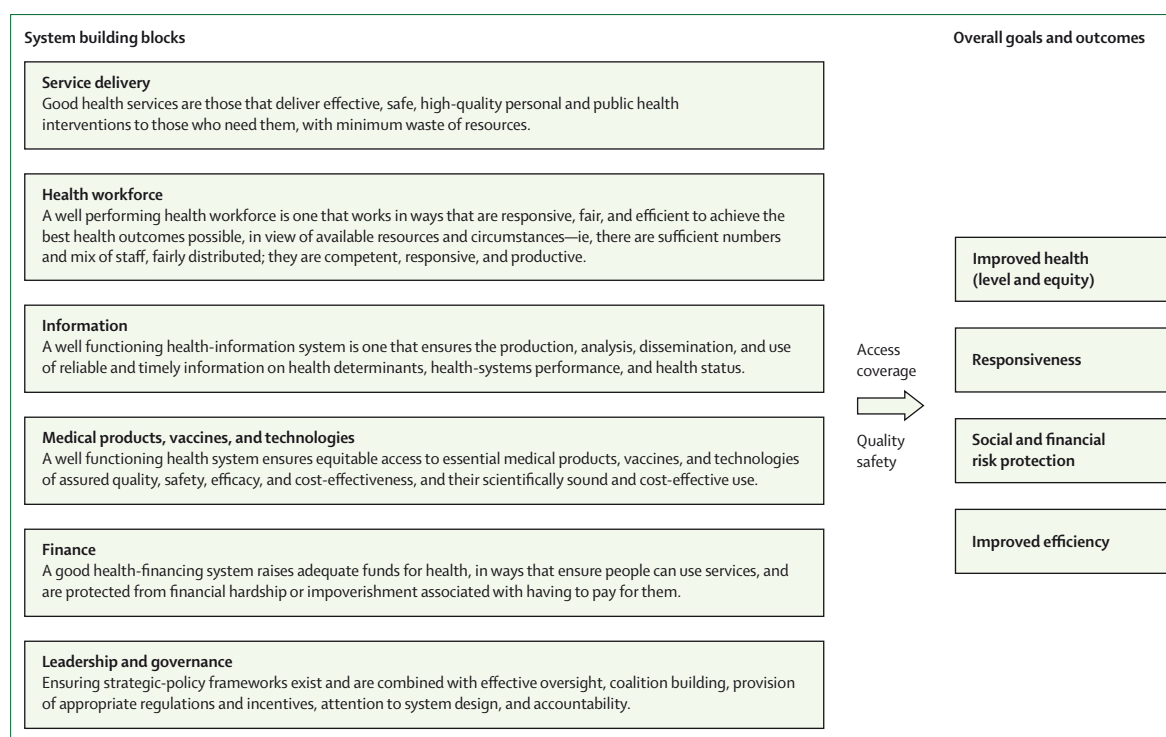 System building blocks
Overall goals and outcomes
Service delivery
Good health services are those that deliver effective, safe, high-quality personal and public health
interventions to those who need them, with minimum waste of resources.
Health workforce
A well performing health workforce is one that works in ways that are responsive, fair, and efficient to achieve the
best health outcomes possible, in view of available resources and circumstances—ie, there are sufficient numbers
and mix of staff, fairly distributed; they are competent, responsive, and productive.
Information
A well functioning health-information system is one that ensures the production, analysis, dissemination, and use
of reliable and timely information on health determinants, health-systems performance, and health status.
Medical products, vaccines, and technologies
A well functioning health system ensures equitable access to essential medical products, vaccines, and technologies
of assured quality, safety, efficacy, and cost-effectiveness, and their scientifically sound and cost-effective use.
Finance
A good health-financing system raises adequate funds for health, in ways that ensure people can use services, and
are protected from financial hardship or impoverishment associated with having to pay for them.
Leadership and governance
Ensuring strategic-policy frameworks exist and are combined with effective oversight, coalition building, provision
of appropriate regulations and incentives, attention to system design, and accountability.
Access
coverage
Quality
safety
Improved health
(level and equity)
Responsiveness
Social and financial
risk protection
Improved efficiency